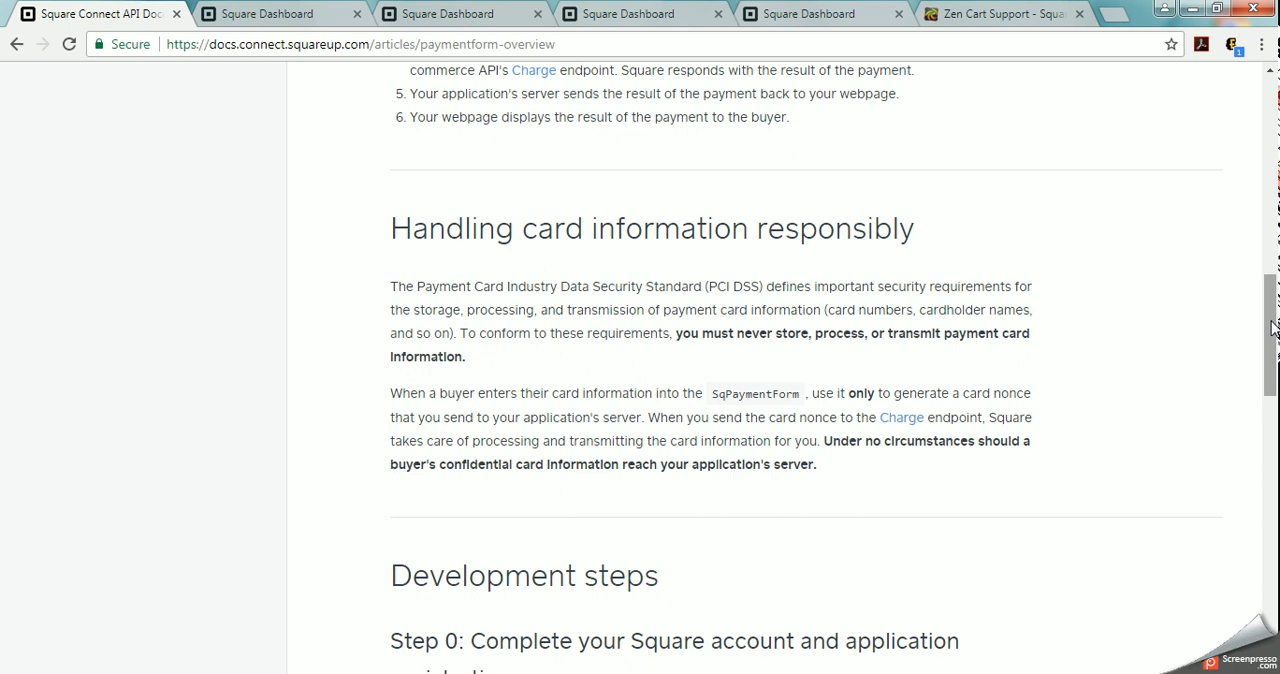 Square Connect API Doc
Square Dashboard
Square Dashboard
Square Dashboard
Square Dashboard
Zen Cart Support - Squa
Secure
https://docs.connect.squareup.com/articles/paymentform-overview
1
commerce API's Charge endpoint. Square responds with the result of the payment.
5. Your application's server sends the result of the payment back to your webpage.
6. Your webpage displays the result of the payment to the buyer.
Handling card information responsibly
The Payment Card Industry Data Security Standard (PCI DSS) defines important security requirements for
the storage, processing, and transmission of payment card information (card numbers, cardholder names,
and so on). To conform to these requirements, you must never store, process, or transmit payment card
information.
When a buyer enters their card information into the SqPaymentForm , use it only to generate a card nonce
that you send to your application's server. When you send the card nonce to the Charge endpoint, Square
takes care of processing and transmitting the card information for you. Under no circumstances should a
buyer's confidential card information reach your application's server.
Development steps
Step 0: Complete your Square account and application
Screenpresso
.com